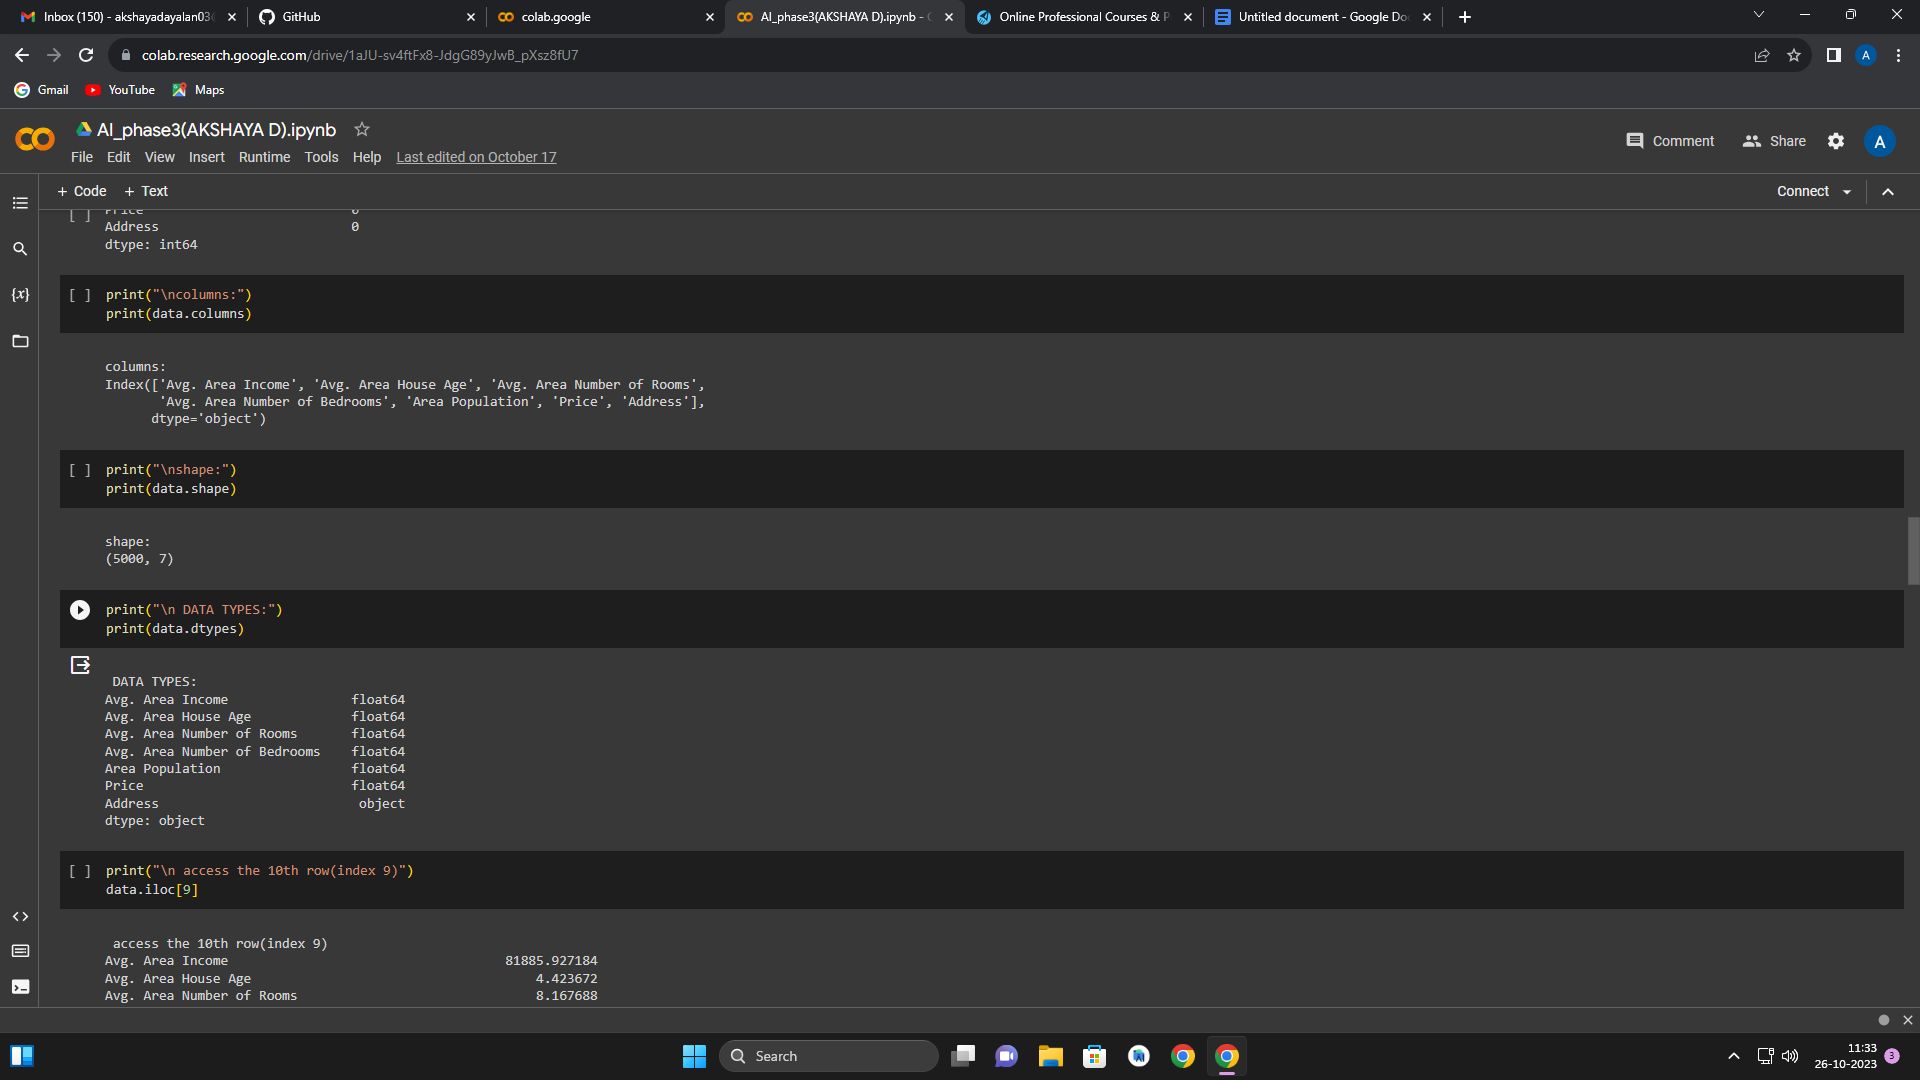 Inbox (150) - akshayadayalan03
GitHub
colab.google
AI_phase3(AKSHAYA D).ipynb -
Online Professional Courses & P
Untitled document - Google Do
colab.research.google.com/drive/1aJU-sv4ftFx8-JdgG89yJwB_pXsz8fU7
A
Gmail
YouTube
Maps
AI_phase3(AKSHAYA D).ipynb
File Edit View Insert Runtime Tools Help Last edited on October 17
Comment
Share
A
+ Code + Text
Connect
[ ] Price 0
Address 0
dtype: int64
[ ] print("\ncolumns:")
print(data.columns)
columns:
Index(['Avg. Area Income', 'Avg. Area House Age', 'Avg. Area Number of Rooms',
'Avg. Area Number of Bedrooms', 'Area Population', 'Price', 'Address'],
dtype='object')
[ ] print("\nshape:")
print(data.shape)
shape:
(5000, 7)
print("\n DATA TYPES:")
print(data.dtypes)
DATA TYPES:
Avg. Area Income float64
Avg. Area House Age float64
Avg. Area Number of Rooms float64
Avg. Area Number of Bedrooms float64
Area Population float64
Price float64
Address object
dtype: object
[ ] print("\n access the 10th row(index 9)")
data.iloc[9]
access the 10th row(index 9)
Avg. Area Income 81885.927184
Avg. Area House Age 4.423672
Avg. Area Number of Rooms 8.167688
{x}
Search
11:33
26-10-2023
3